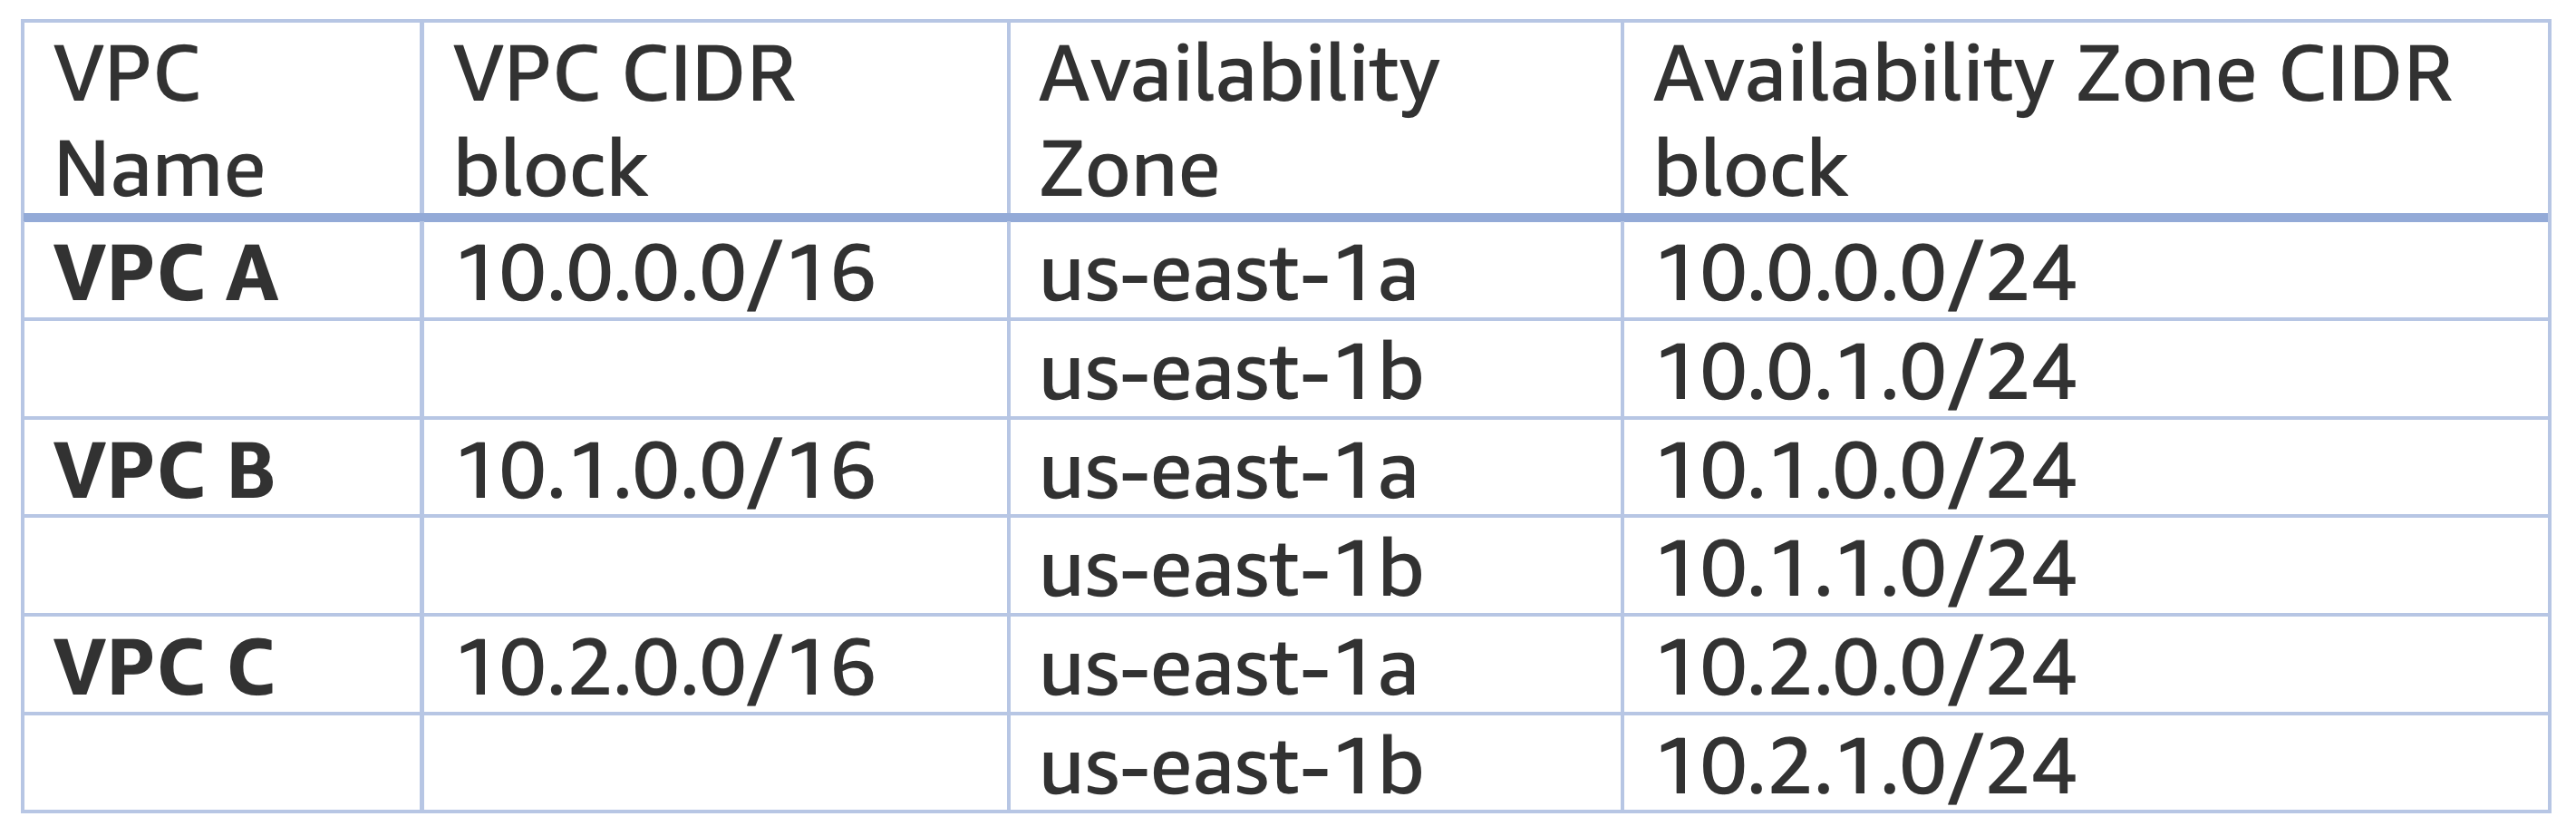 VPC Name VPC CIDR block Availability Zone Availability Zone CIDR block
VPC A 10.0.0.0/16 us-east-1a 10.0.0.0/24
us-east-1b 10.0.1.0/24
VPC B 10.1.0.0/16 us-east-1a 10.1.0.0/24
us-east-1b 10.1.1.0/24
VPC C 10.2.0.0/16 us-east-1a 10.2.0.0/24
us-east-1b 10.2.1.0/24